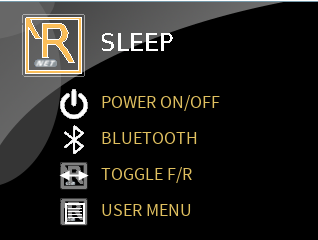 R
NET
SLEEP
POWER ON/OFF
BLUETOOTH
TOGGLE F/R
R
USER MENU